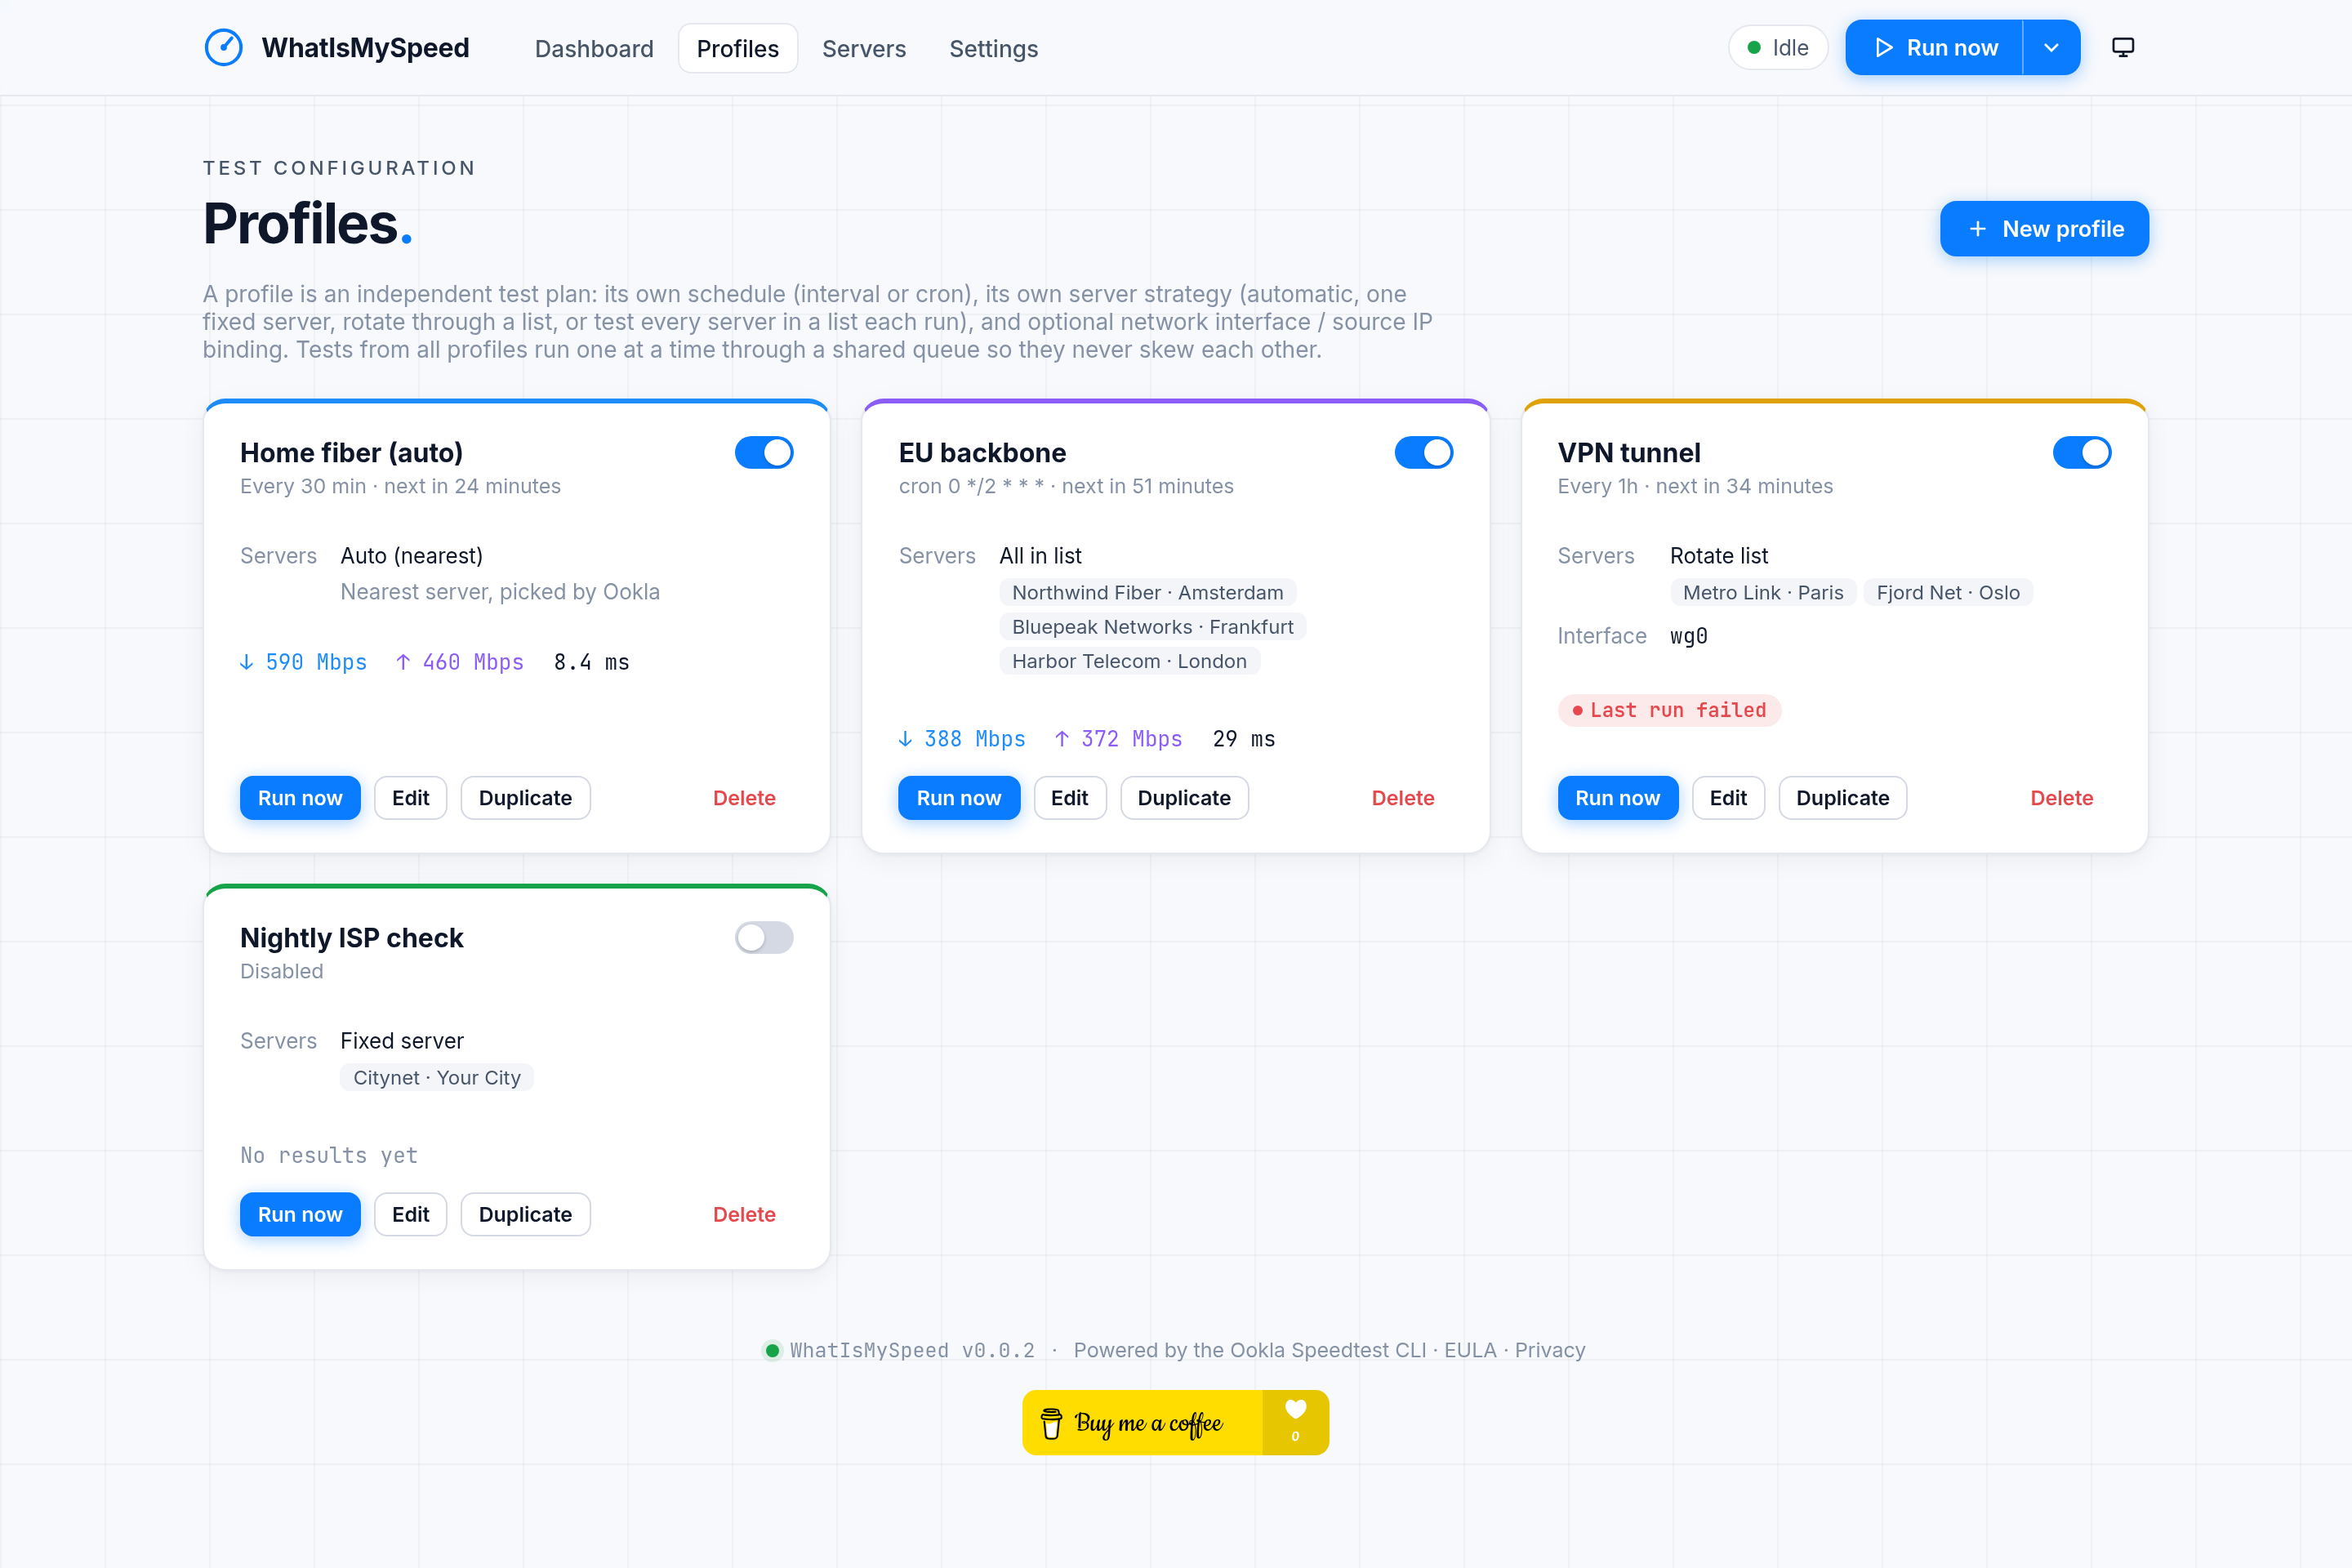 WhatIsMySpeed
Dashboard
Profiles
Servers
Settings
Idle
Run now
TEST CONFIGURATION
Profiles.
New profile
A profile is an independent test plan: its own schedule (interval or cron), its own server strategy (automatic, one
fixed server, rotate through a list, or test every server in a list each run), and optional network interface / source IP
binding. Tests from all profiles run one at a time through a shared queue so they never skew each other.
Home fiber (auto)
Every 30 min · next in 24 minutes
Servers Auto (nearest)
Nearest server, picked by Ookla
↓ 590 Mbps ↑ 460 Mbps 8.4 ms
Run now Edit Duplicate Delete
EU backbone
cron 0 */2 * * * · next in 51 minutes
Servers All in list
Northwind Fiber · Amsterdam
Bluepeak Networks · Frankfurt
Harbor Telecom · London
↓ 388 Mbps ↑ 372 Mbps 29 ms
Run now Edit Duplicate Delete
VPN tunnel
Every 1h · next in 34 minutes
Servers Rotate list
Metro Link · Paris Fjord Net · Oslo
Interface wg0
Last run failed
Run now Edit Duplicate Delete
Nightly ISP check
Disabled
Servers Fixed server
Citynet · Your City
No results yet
Run now Edit Duplicate Delete
WhatIsMySpeed v0.0.2 · Powered by the Ookla Speedtest CLI · EULA · Privacy
Buy me a coffee
0